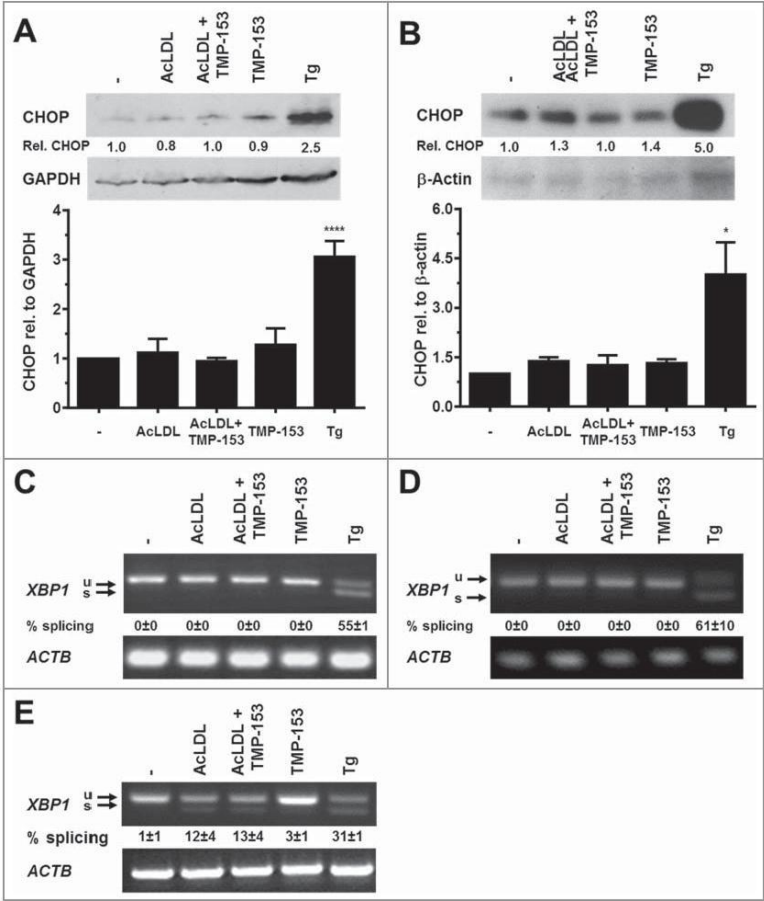 A
-
AcLDL
AcLDL +
TMP-153
TMP-153
Tg
CHOP
Rel. CHOP 1.0 0.8 1.0 0.9 2.5
GAPDH
CHOP rel. to GAPDH
4
3
2
1
0
****
- AcLDL AcLDL+ TMP-153 Tg
TMP-153
B
-
AcLDL
AcLDL +
TMP-153
TMP-153
Tg
CHOP
Rel. CHOP 1.0 1.3 1.0 1.4 5.0
β-Actin
CHOP rel. to β-actin
6.0
4.5
3.0
1.5
0.0
*
- AcLDL AcLDL+ TMP-153 Tg
TMP-153
C
-
AcLDL
AcLDL +
TMP-153
TMP-153
Tg
XBP1 u
s
% splicing 0±0 0±0 0±0 0±0 55±1
ACTB
D
-
AcLDL
AcLDL +
TMP-153
TMP-153
Tg
XBP1 u
s
% splicing 0±0 0±0 0±0 0±0 61±10
ACTB
E
-
AcLDL
AcLDL +
TMP-153
TMP-153
Tg
XBP1 u
s
% splicing 1±1 12±4 13±4 3±1 31±1
ACTB